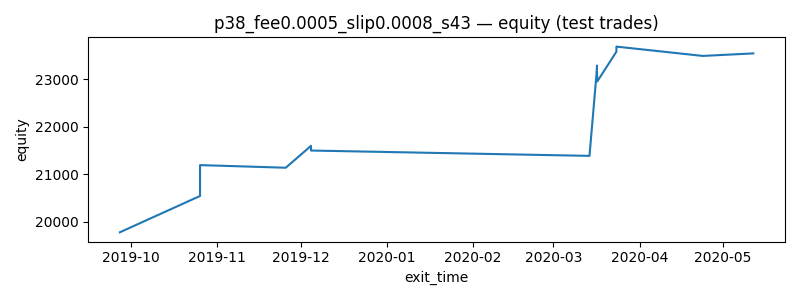 p38_fee0.0005_slip0.0008_s43 — equity (test trades)
equity
23000
22000
21000
20000
2019-10 2019-11 2019-12 2020-01 2020-02 2020-03 2020-04 2020-05
exit_time